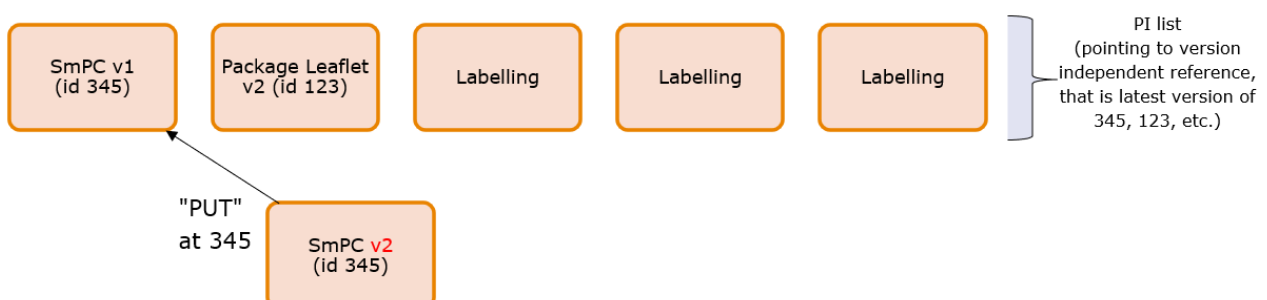 SmPC v1
(id 345)
Package Leaflet
v2 (id 123)
Labelling
Labelling
Labelling
PI list
(pointing to version
independent reference,
that is latest version of
345, 123, etc.)
"PUT"
at 345
SmPC v2
(id 345)